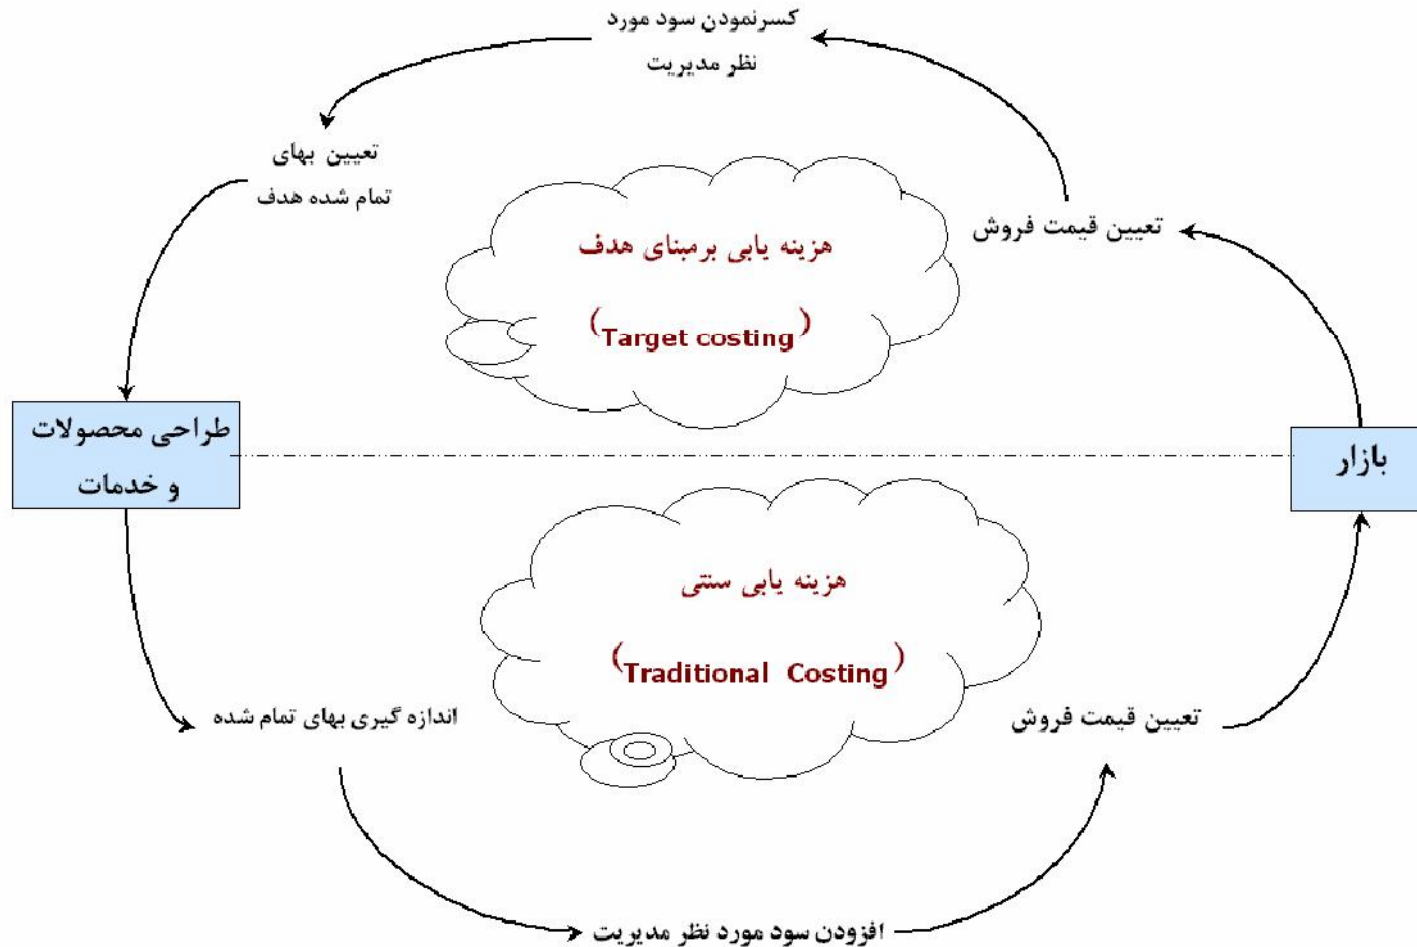 کسرنمودن سود مورد
نظر مدیریت
تعیین بهای
تمام شده هدف
تعیین قیمت فروش
هزینه یابی برمبنای هدف
(Target costing)
طراحی محصولات
و خدمات
بازار
هزینه یابی سنتی
(Traditional Costing)
اندازه گیری بهای تمام شده
تعیین قیمت فروش
افزودن سود مورد نظر مدیریت